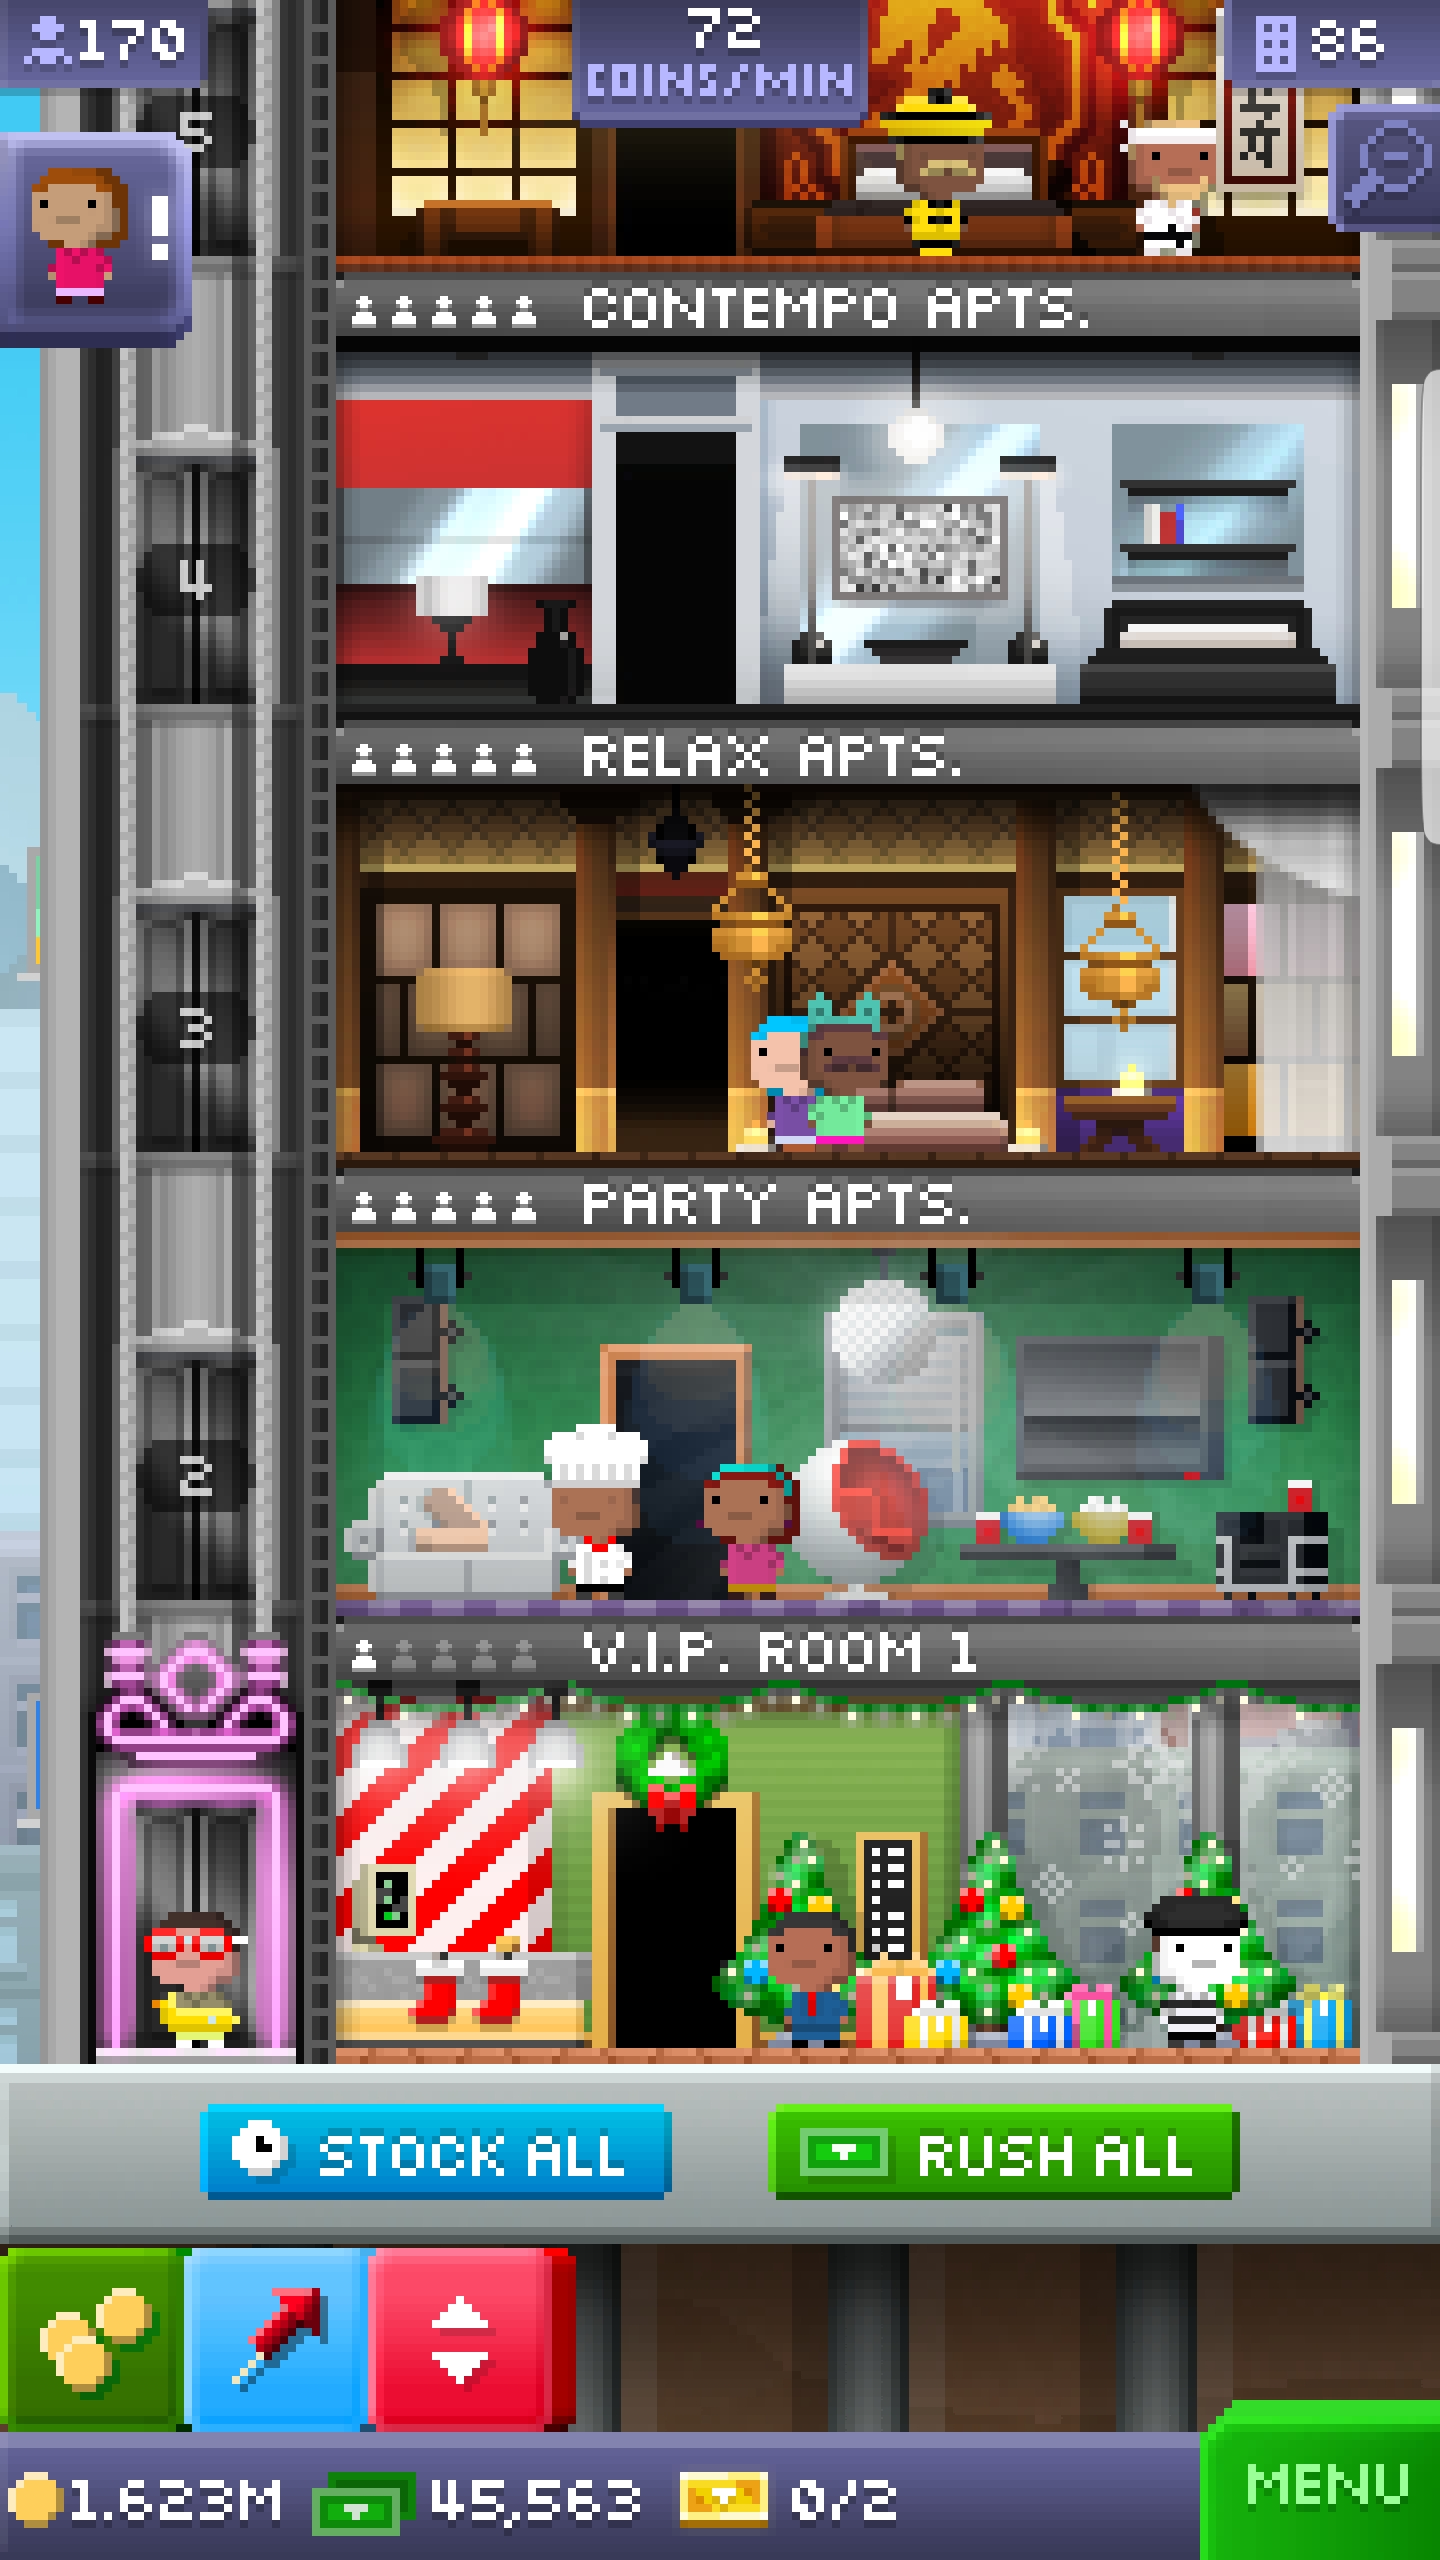 170
72
COINS/MIN
86
5
!
CONTEMPO APTS.
4
RELAX APTS.
3
PARTY APTS.
2
V.I.P. ROOM 1
STOCK ALL
RUSH ALL
1.623M
45,563
0/2
MENU